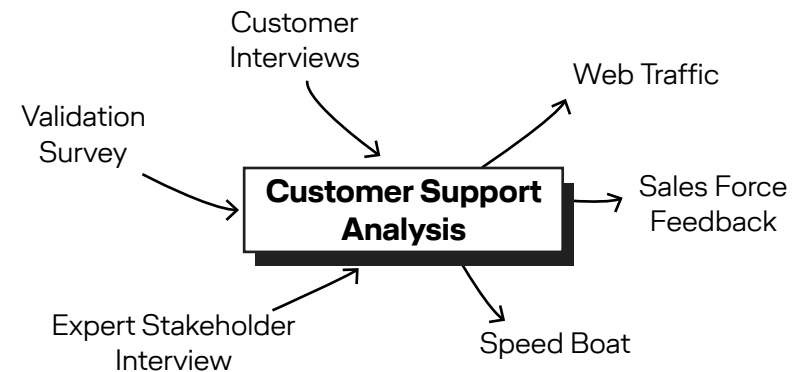 Customer
Interviews
Web Traffic
Validation
Survey
Customer Support
Analysis
Sales Force
Feedback
Expert Stakeholder
Interview
Speed Boat